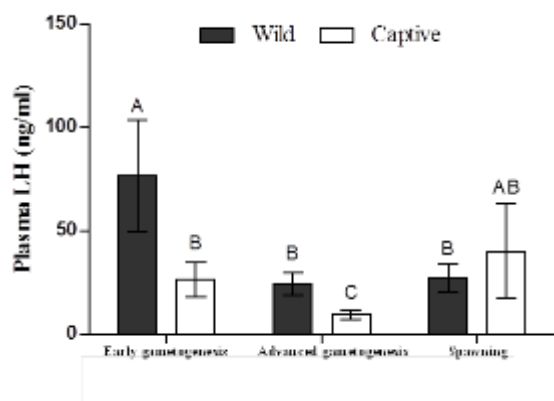 150
Wild Captive
A
100
Plasma LH (ng/ml)
AB
B B B
50
C
0
Early gametogenesis Advanced gametogenesis Spawning